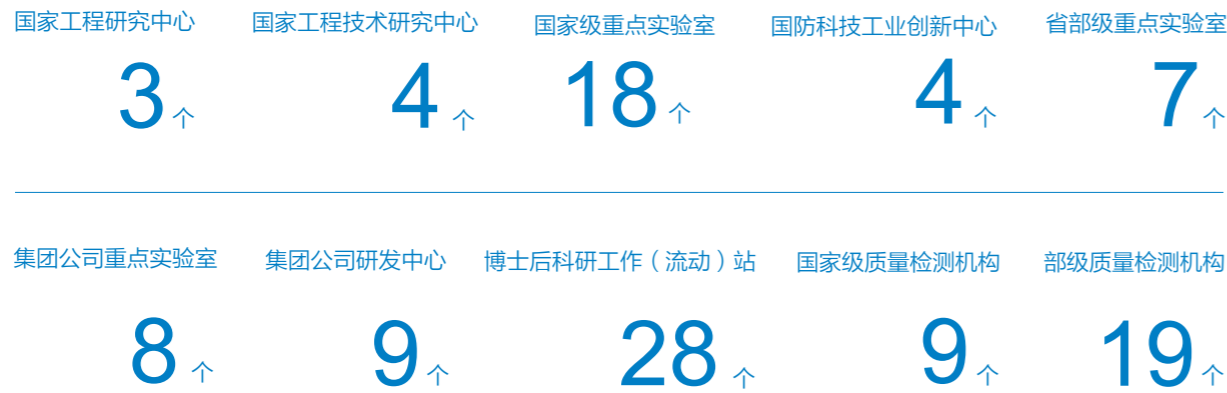 国家工程研究中心 国家工程技术研究中心 国家级重点实验室 国防科技工业创新中心 省部级重点实验室
3个 4个 18个 4个 7个
集团公司重点实验室 集团公司研发中心 博士后科研工作（流动）站 国家级质量检测机构 部级质量检测机构
8个 9个 28个 9个 19个